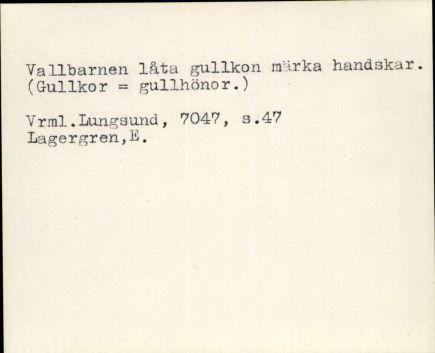 Vallbarnen låta gullkon märka handskar.
(Gullkor = gullhönor.)
Vrml.Lungsund, 7047, s.47
Lagergren,E.